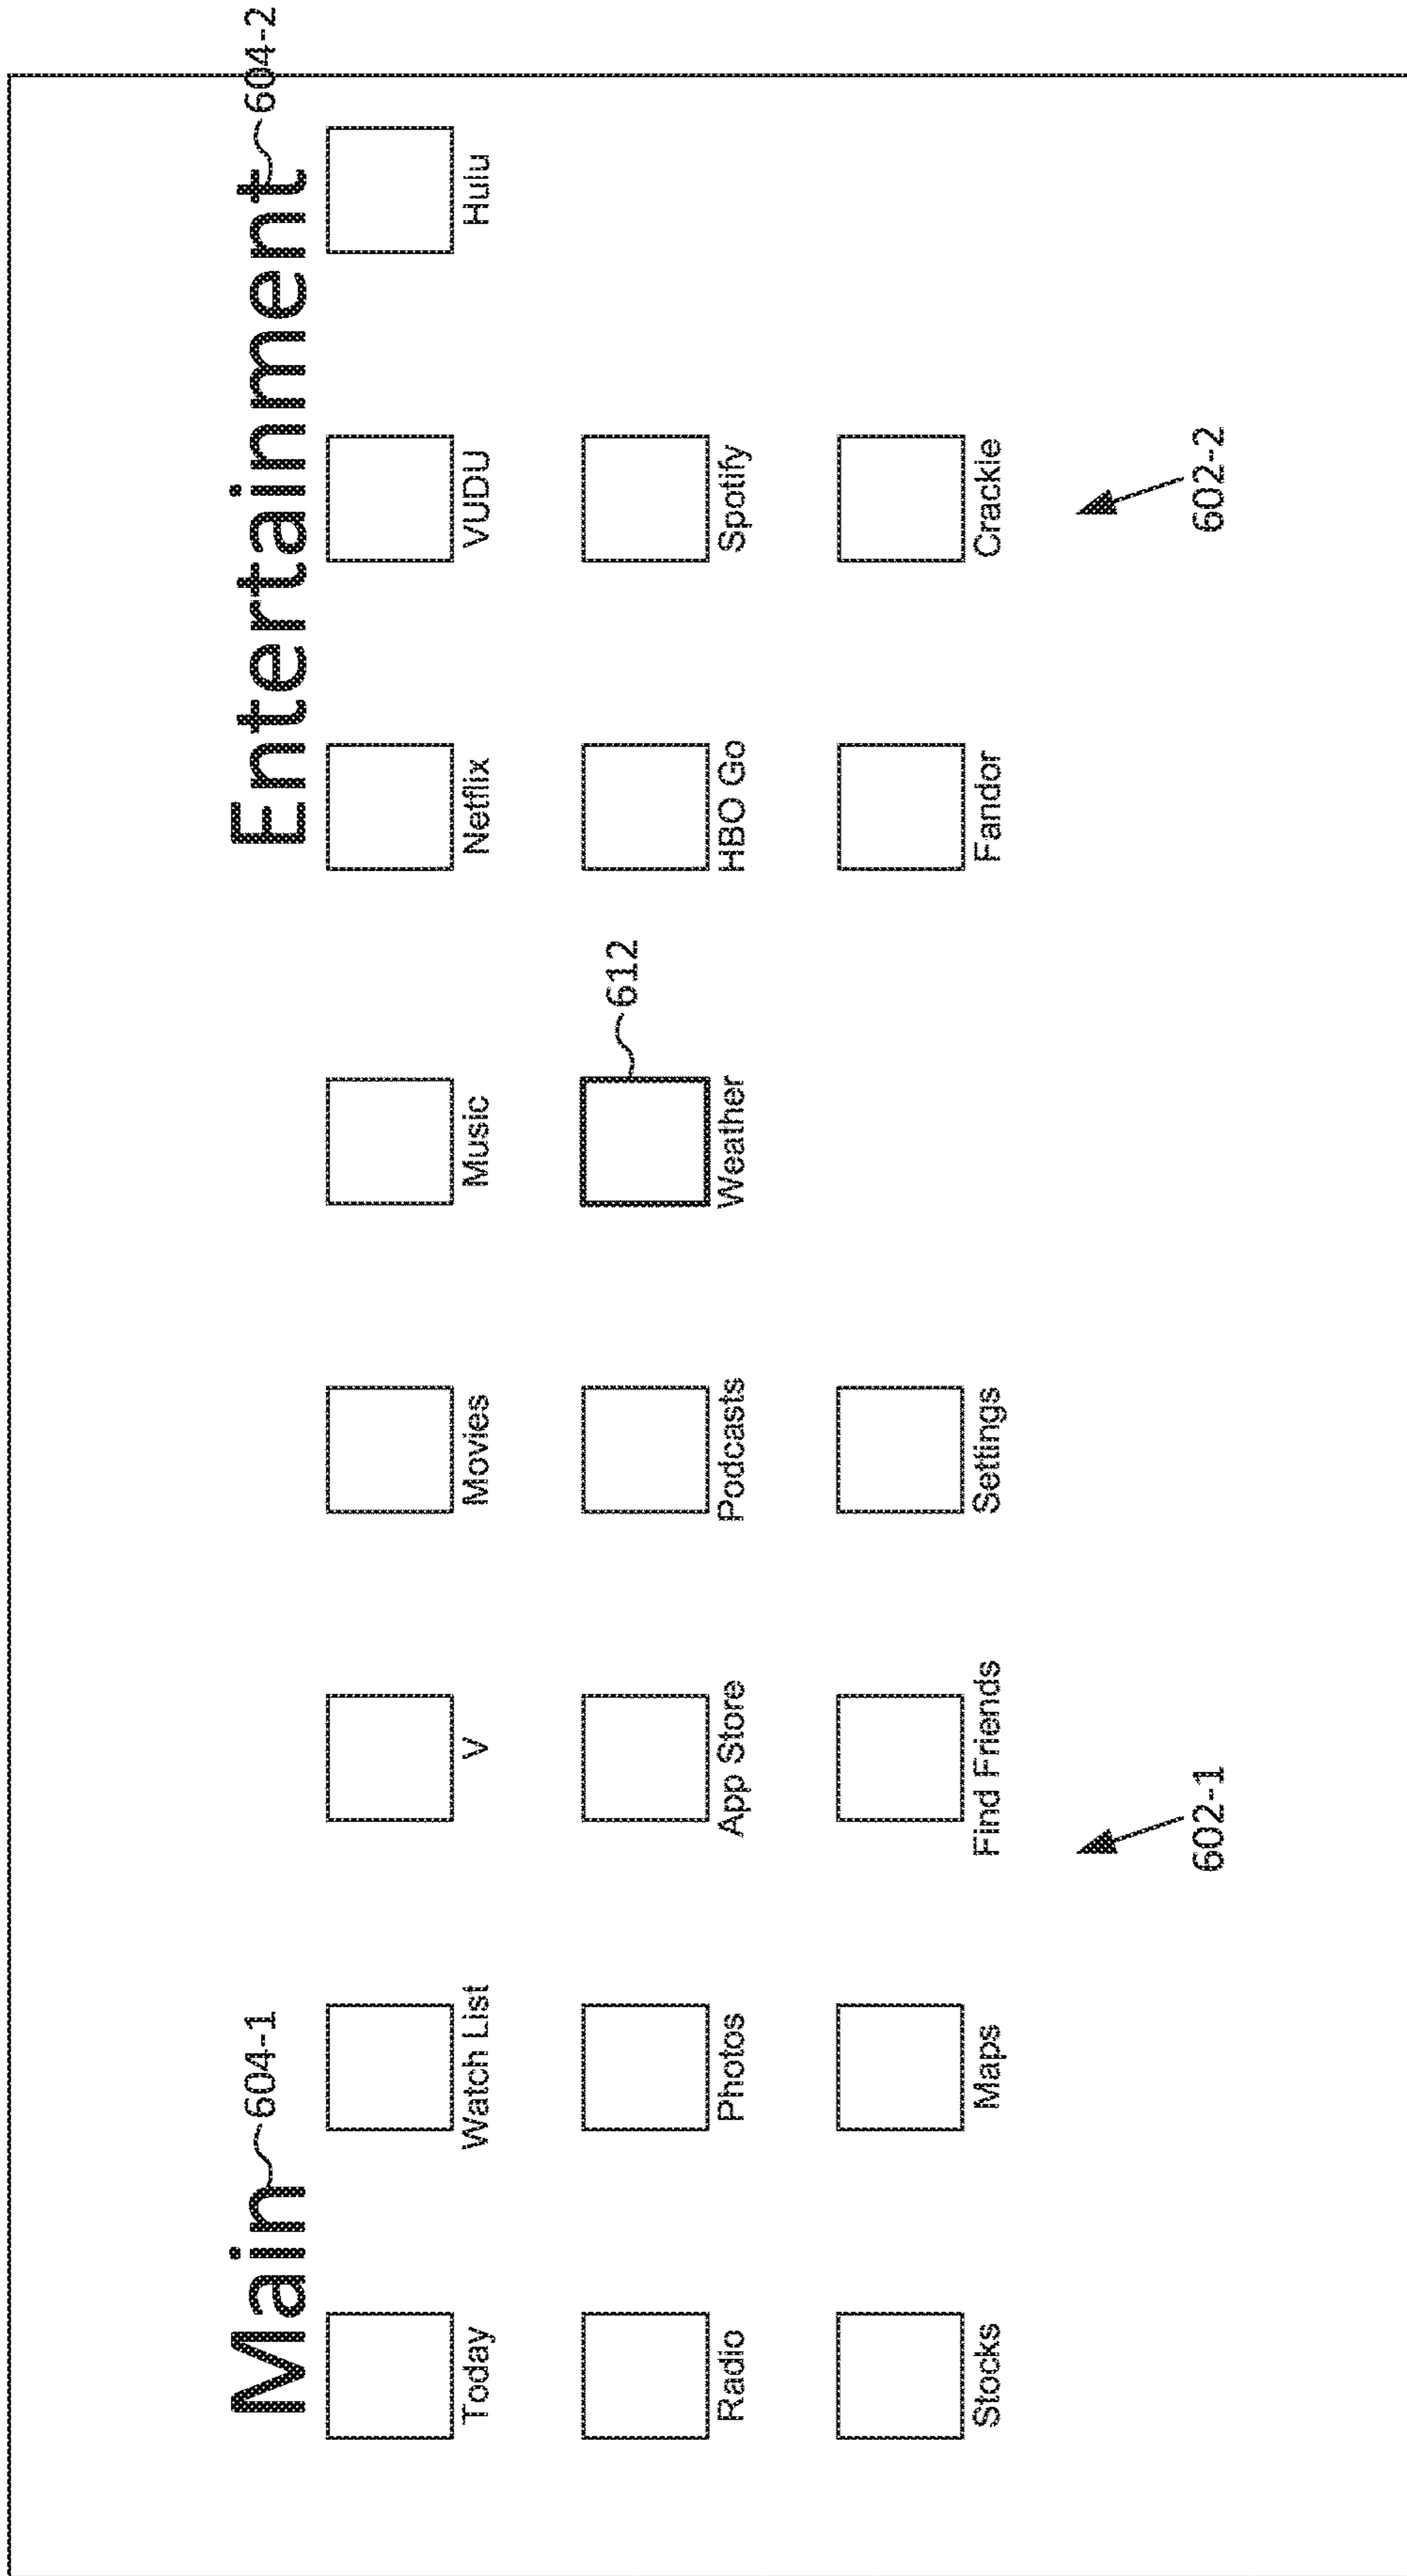 Main 604-1 Entertainment 604-2
Today Watch List V Movies Music Netflix VUDU Hulu
612
Radio Photos App Store Podcasts Weather HBO Go Spotify
Stocks Maps Find Friends Settings Fandor Crackle
602-1 602-2